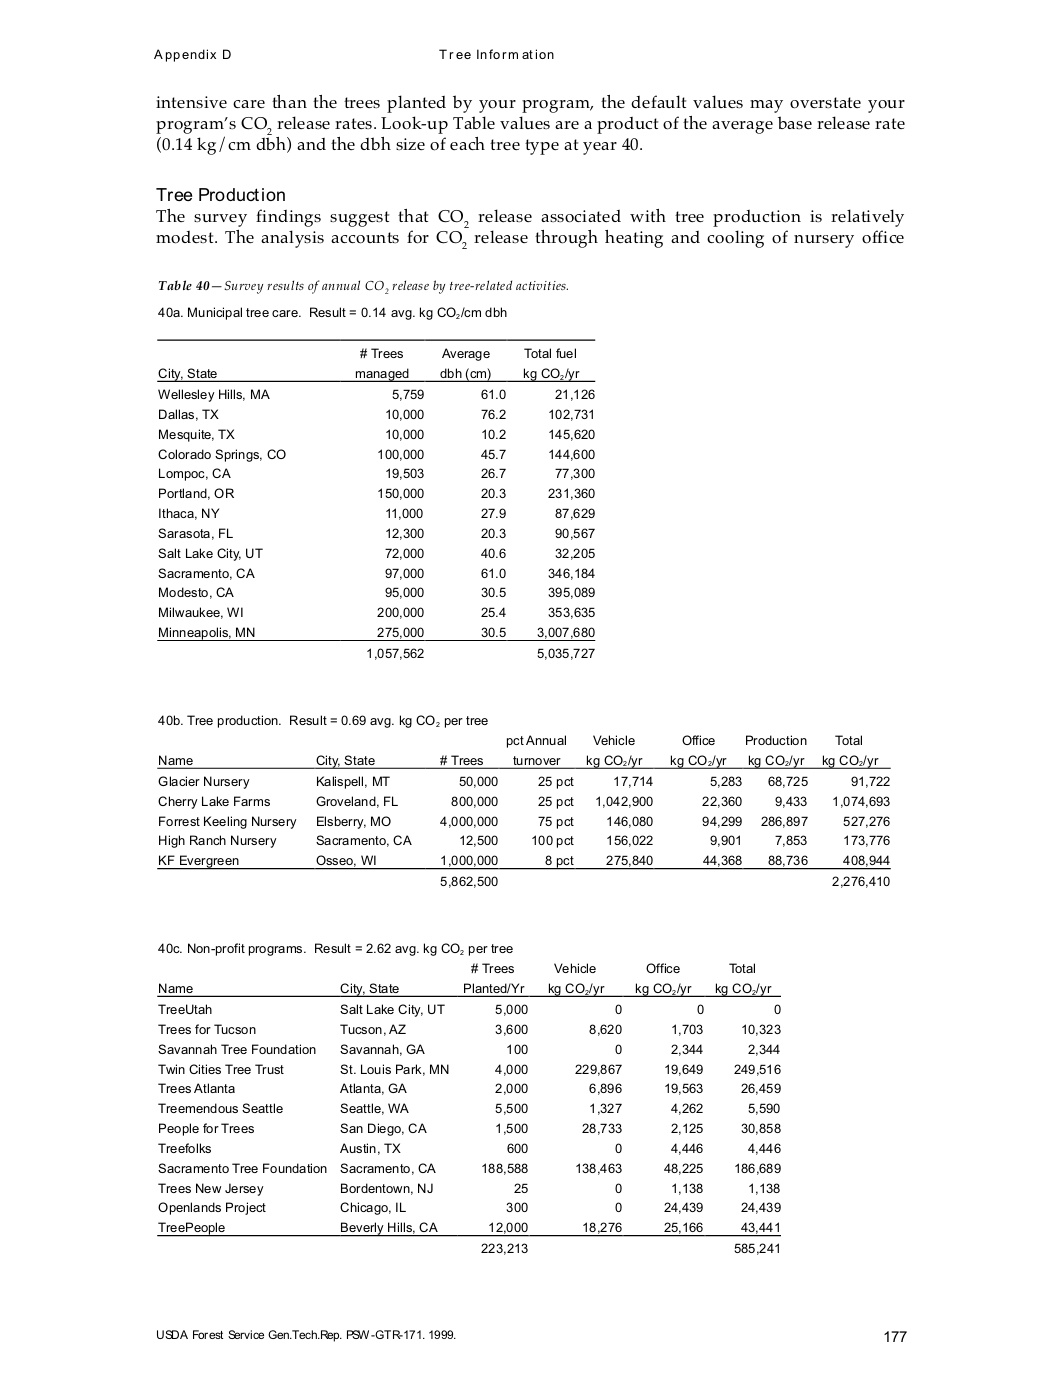 Appendix D Tree Information
intensive care than the trees planted by your program, the default values may overstate your
program's CO2 release rates. Look-up Table values are a product of the average base release rate
(0.14 kg/cm dbh) and the dbh size of each tree type at year 40.
Tree Production
The survey findings suggest that CO2 release associated with tree production is relatively
modest. The analysis accounts for CO2 release through heating and cooling of nursery office
Table 40—Survey results of annual CO2 release by tree-related activities.
40a. Municipal tree care. Result = 0.14 avg. kg CO2/cm dbh
# Trees Average Total fuel
City, State managed dbh (cm) kg CO2/yr
Wellesley Hills, MA 5,759 61.0 21,126
Dallas, TX 10,000 76.2 102,731
Mesquite, TX 10,000 10.2 145,620
Colorado Springs, CO 100,000 45.7 144,600
Lompoc, CA 19,503 26.7 77,300
Portland, OR 150,000 20.3 231,360
Ithaca, NY 11,000 27.9 87,629
Sarasota, FL 12,300 20.3 90,567
Salt Lake City, UT 72,000 40.6 32,205
Sacramento, CA 97,000 61.0 346,184
Modesto, CA 95,000 30.5 395,089
Milwaukee, WI 200,000 25.4 353,635
Minneapolis, MN 275,000 30.5 3,007,680
1,057,562 5,035,727
40b. Tree production. Result = 0.69 avg. kg CO2 per tree
pct Annual Vehicle Office Production Total
Name City, State # Trees turnover kg CO2/yr kg CO2/yr kg CO2/yr kg CO2/yr
Glacier Nursery Kalispell, MT 50,000 25 pct 17,714 5,283 68,725 91,722
Cherry Lake Farms Groveland, FL 800,000 25 pct 1,042,900 22,360 9,433 1,074,693
Forrest Keeling Nursery Elsberry, MO 4,000,000 75 pct 146,080 94,299 286,897 527,276
High Ranch Nursery Sacramento, CA 12,500 100 pct 156,022 9,901 7,853 173,776
KF Evergreen Osseo, WI 1,000,000 8 pct 275,840 44,368 88,736 408,944
5,862,500 2,276,410
40c. Non-profit programs. Result = 2.62 avg. kg CO2 per tree
# Trees Vehicle Office Total
Name City, State Planted/Yr kg CO2/yr kg CO2/yr kg CO2/yr
TreeUtah Salt Lake City, UT 5,000 0 0 0
Trees for Tucson Tucson, AZ 3,600 8,620 1,703 10,323
Savannah Tree Foundation Savannah, GA 100 0 2,344 2,344
Twin Cities Tree Trust St. Louis Park, MN 4,000 229,867 19,649 249,516
Trees Atlanta Atlanta, GA 2,000 6,896 19,563 26,459
Treemendous Seattle Seattle, WA 5,500 1,327 4,262 5,590
People for Trees San Diego, CA 1,500 28,733 2,125 30,858
Treefolks Austin, TX 600 0 4,446 4,446
Sacramento Tree Foundation Sacramento, CA 188,588 138,463 48,225 186,689
Trees New Jersey Bordentown, NJ 25 0 1,138 1,138
Openlands Project Chicago, IL 300 0 24,439 24,439
TreePeople Beverly Hills, CA 12,000 18,276 25,166 43,441
223,213 585,241
USDA Forest Service Gen.Tech.Rep. PSW-GTR-171. 1999. 177